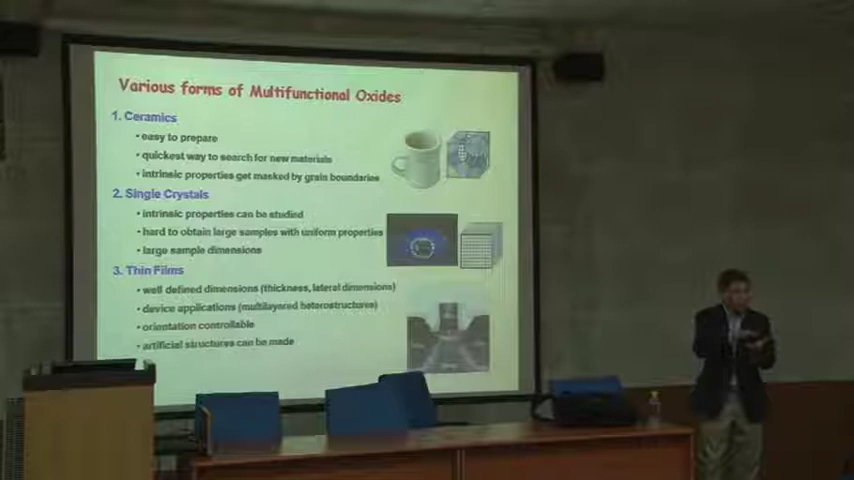 Various forms of Multifunctional Oxides
1. Ceramics
• easy to prepare
• quickest way to search for new materials
• intrinsic properties get masked by grain boundaries
2. Single Crystals
• intrinsic properties can be studied
• hard to obtain large samples with uniform properties
• large sample dimensions
3. Thin Films
• well defined dimensions (thickness, lateral dimensions)
• device applications (multilayered heterostructures)
• orientation controllable
• artificial structures can be made